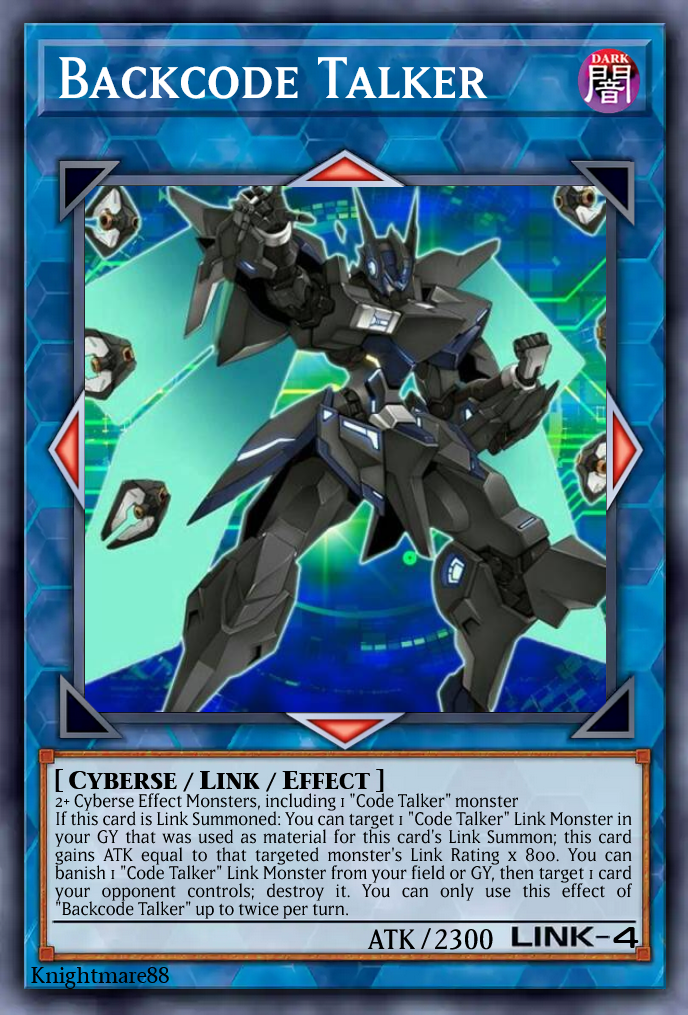 Backcode Talker
DARK
闇
[ Cyberse / Link / Effect ]
2+ Cyberse Effect Monsters, including 1 "Code Talker" monster
If this card is Link Summoned: You can target 1 "Code Talker" Link Monster in
your GY that was used as material for this card's Link Summon; this card
gains ATK equal to that targeted monster's Link Rating x 800. You can
banish 1 "Code Talker" Link Monster from your field or GY, then target 1 card
your opponent controls; destroy it. You can only use this effect of
"Backcode Talker" up to twice per turn.
ATK/2300 LINK-4
Knightmare88